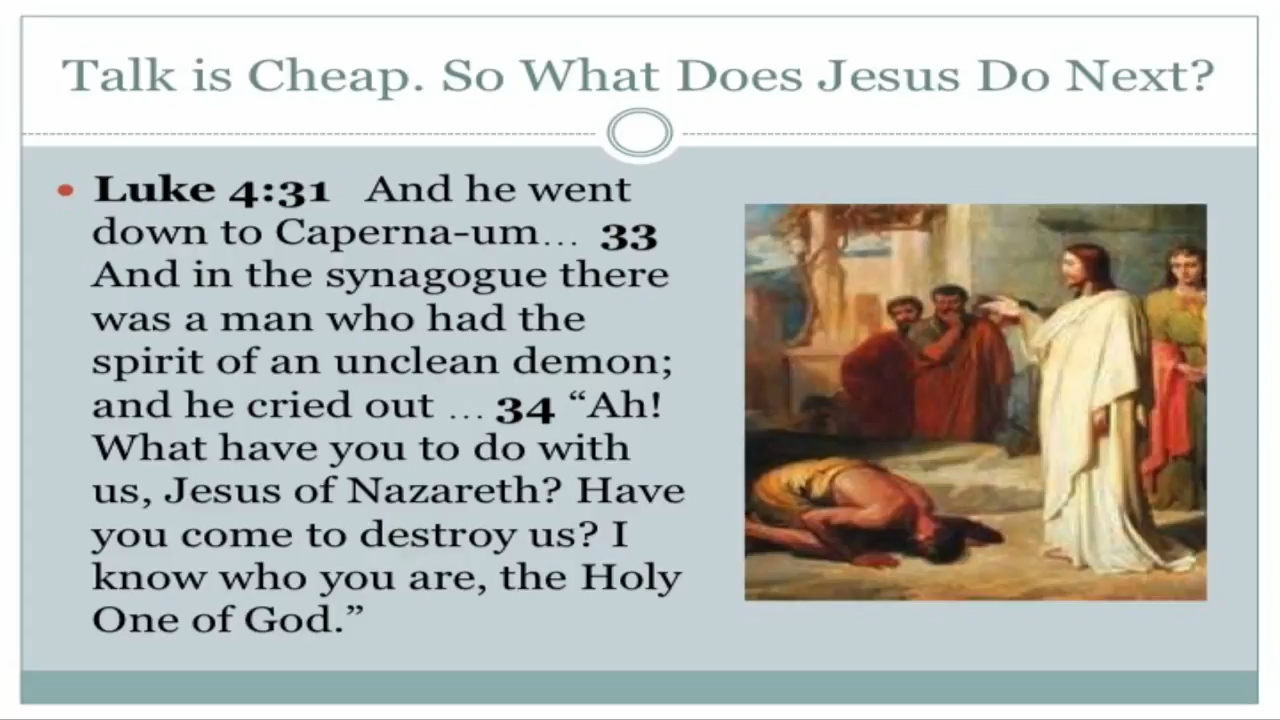 Talk is Cheap. So What Does Jesus Do Next?
• Luke 4:31 And he went
down to Caperna-um... 33
And in the synagogue there
was a man who had the
spirit of an unclean demon;
and he cried out ... 34 “Ah!
What have you to do with
us, Jesus of Nazareth? Have
you come to destroy us? I
know who you are, the Holy
One of God.”